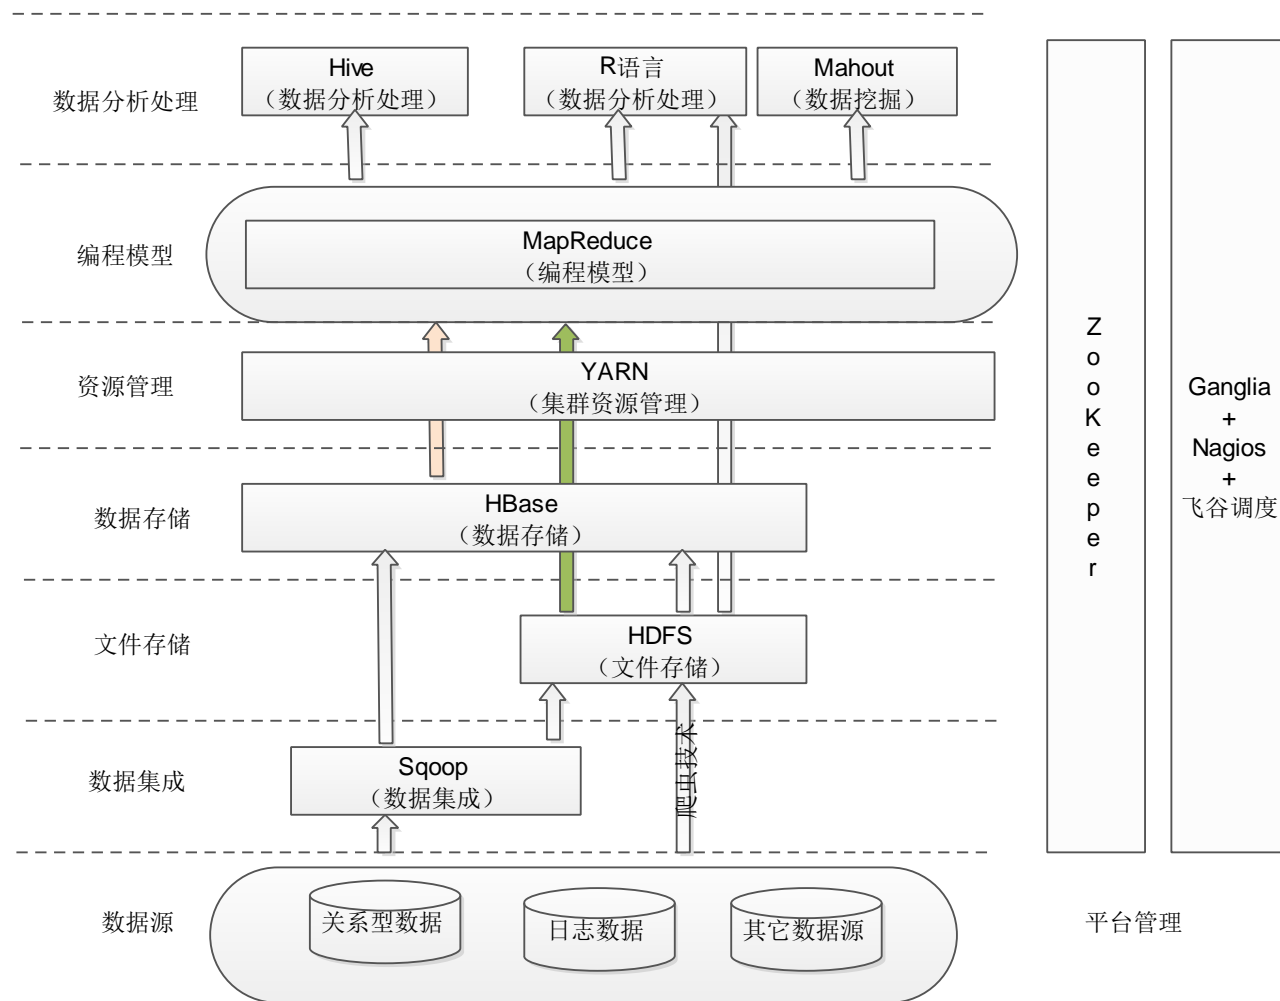 数据分析处理
Hive
（数据分析处理）
R语言
（数据分析处理）
Mahout
（数据挖掘）
编程模型
MapReduce
（编程模型）
资源管理
YARN
（集群资源管理）
数据存储
HBase
（数据存储）
文件存储
HDFS
（文件存储）
数据集成
Sqoop
（数据集成）
爬虫技术
数据源
关系型数据
日志数据
其它数据源
Z
o
o
K
e
e
p
e
r
Ganglia
+
Nagios
+
飞谷调度
平台管理